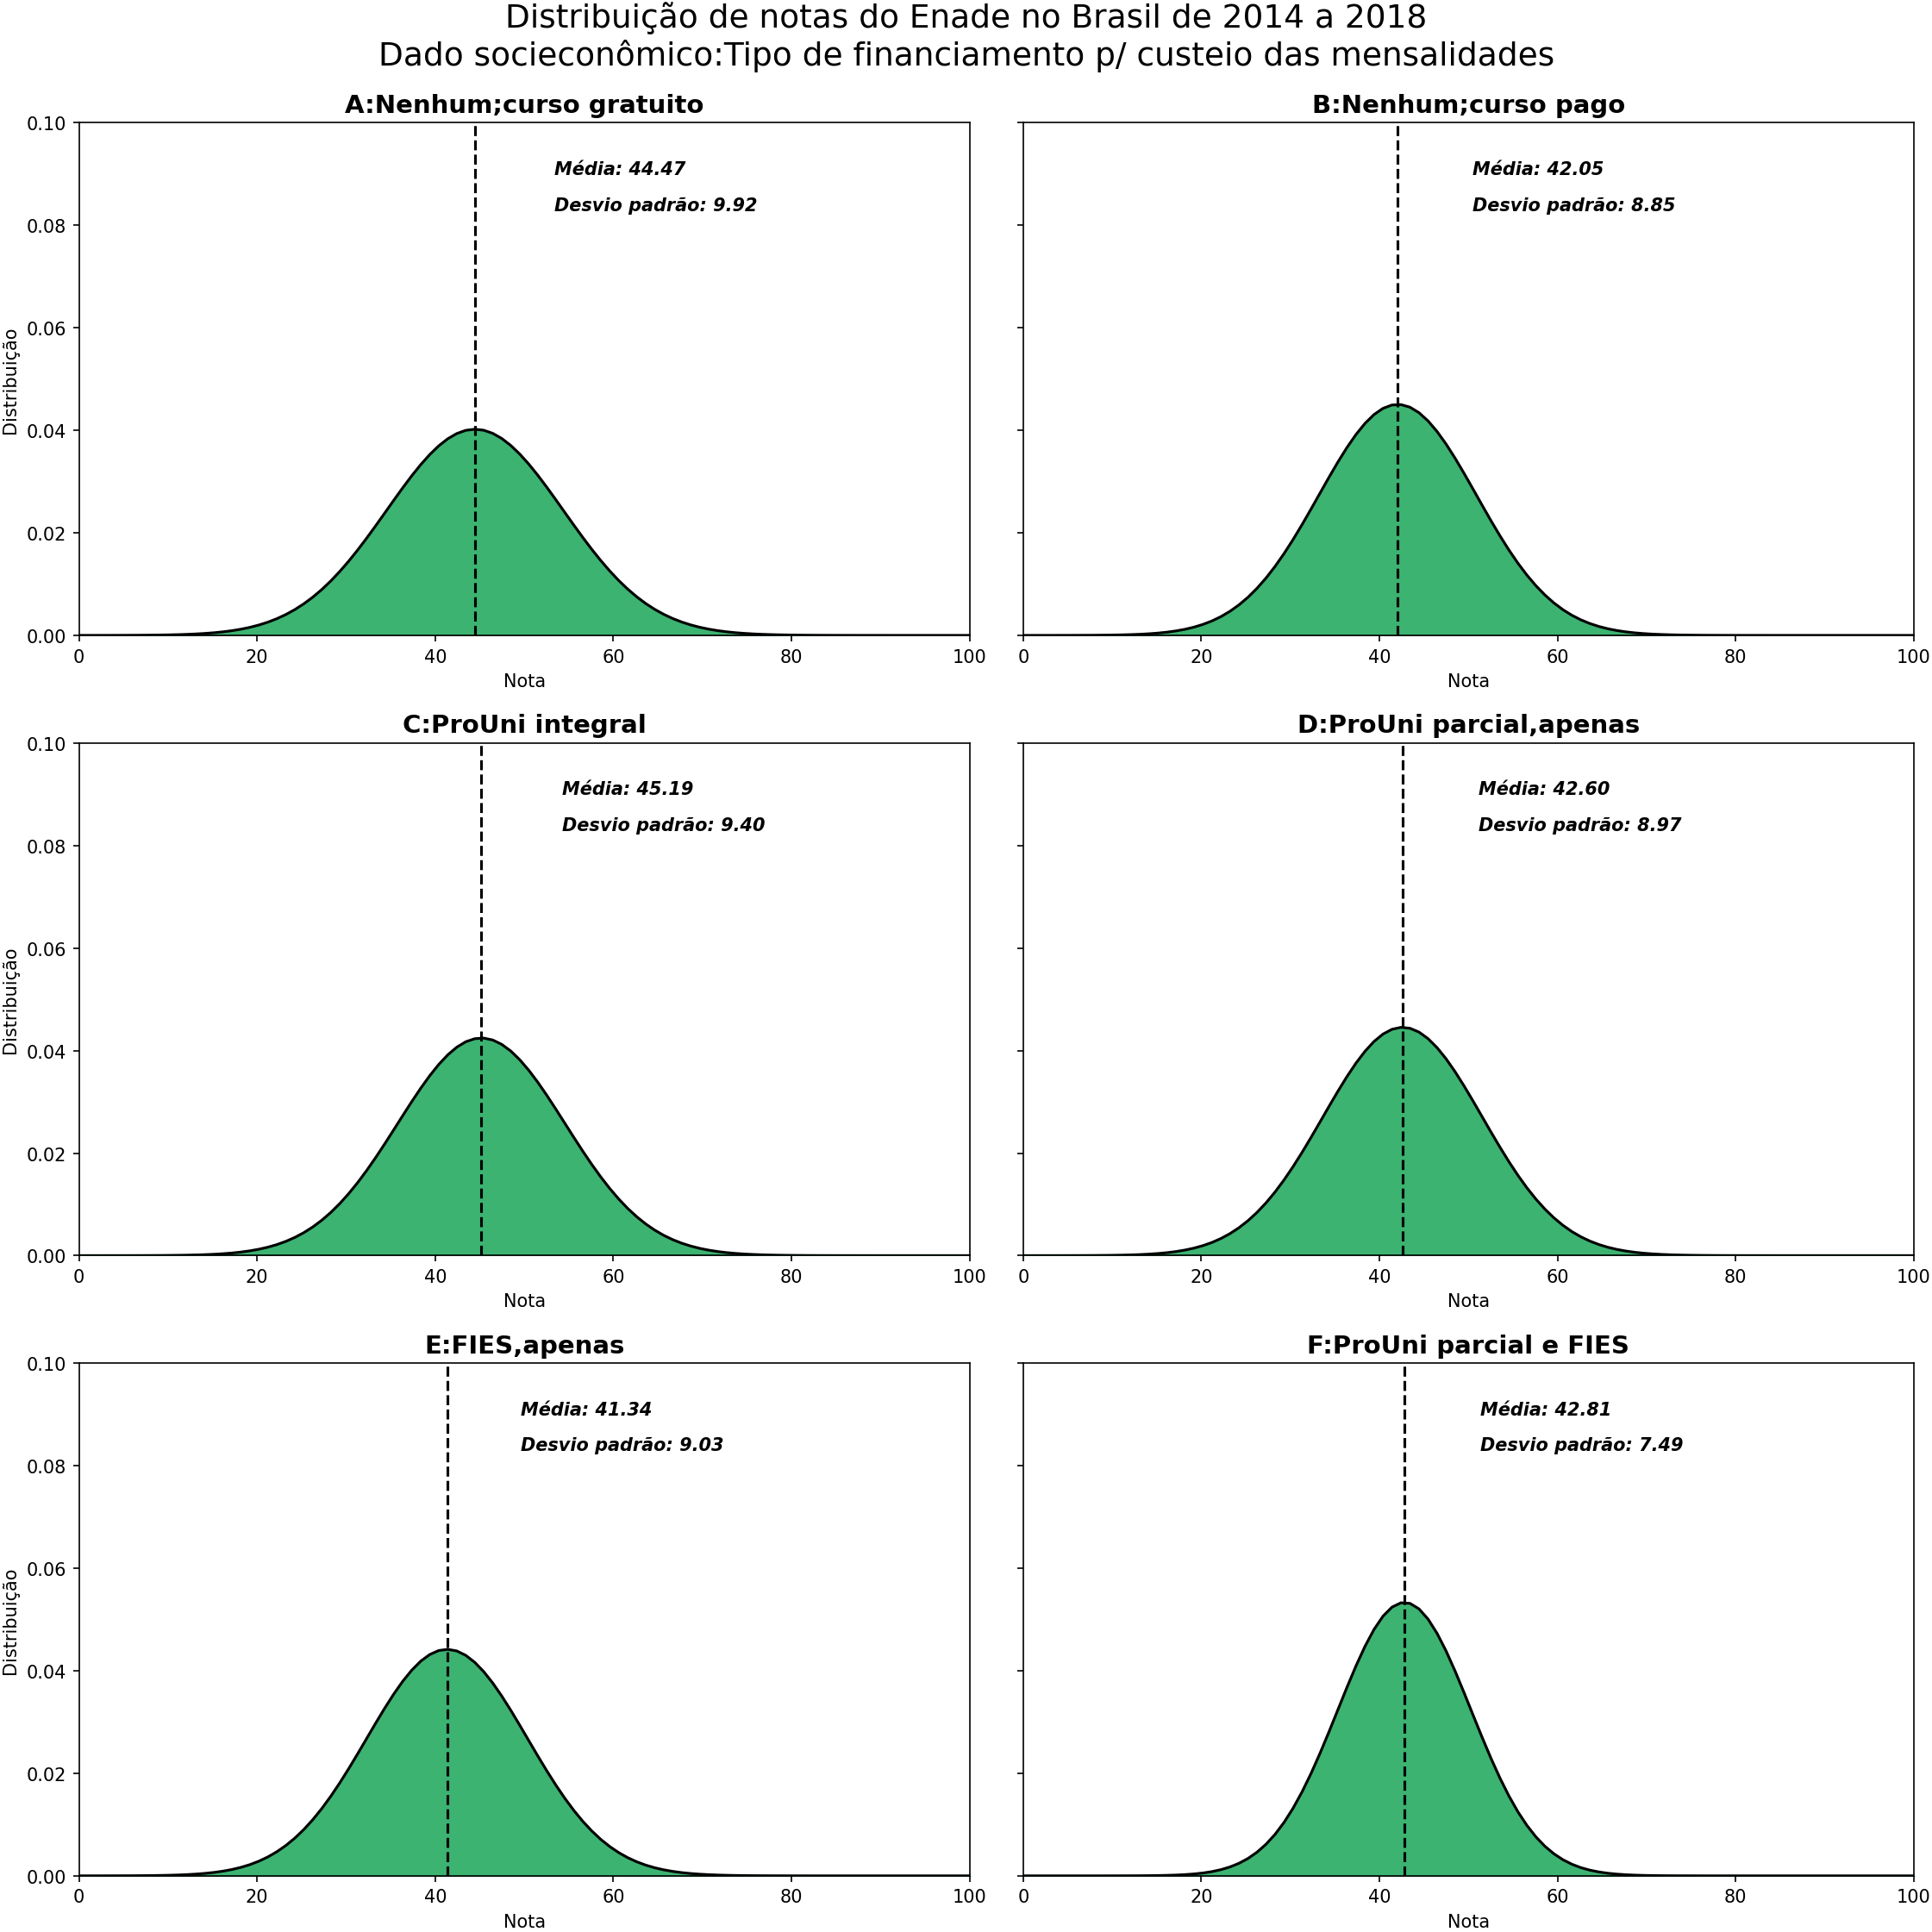 Distribuição de notas do Enade no Brasil de 2014 a 2018
Dado socieconômico:Tipo de financiamento p/ custeio das mensalidades
A:Nenhum;curso gratuito
Média: 44.47
Desvio padrão: 9.92
0.10
0.08
0.06
0.04
0.02
0.00
Distribuição
0 20 40 60 80 100
Nota
B:Nenhum;curso pago
Média: 42.05
Desvio padrão: 8.85
0 20 40 60 80 100
Nota
C:ProUni integral
Média: 45.19
Desvio padrão: 9.40
0.10
0.08
0.06
0.04
0.02
0.00
Distribuição
0 20 40 60 80 100
Nota
D:ProUni parcial,apenas
Média: 42.60
Desvio padrão: 8.97
0 20 40 60 80 100
Nota
E:FIES,apenas
Média: 41.34
Desvio padrão: 9.03
0.10
0.08
0.06
0.04
0.02
0.00
Distribuição
0 20 40 60 80 100
Nota
F:ProUni parcial e FIES
Média: 42.81
Desvio padrão: 7.49
0 20 40 60 80 100
Nota